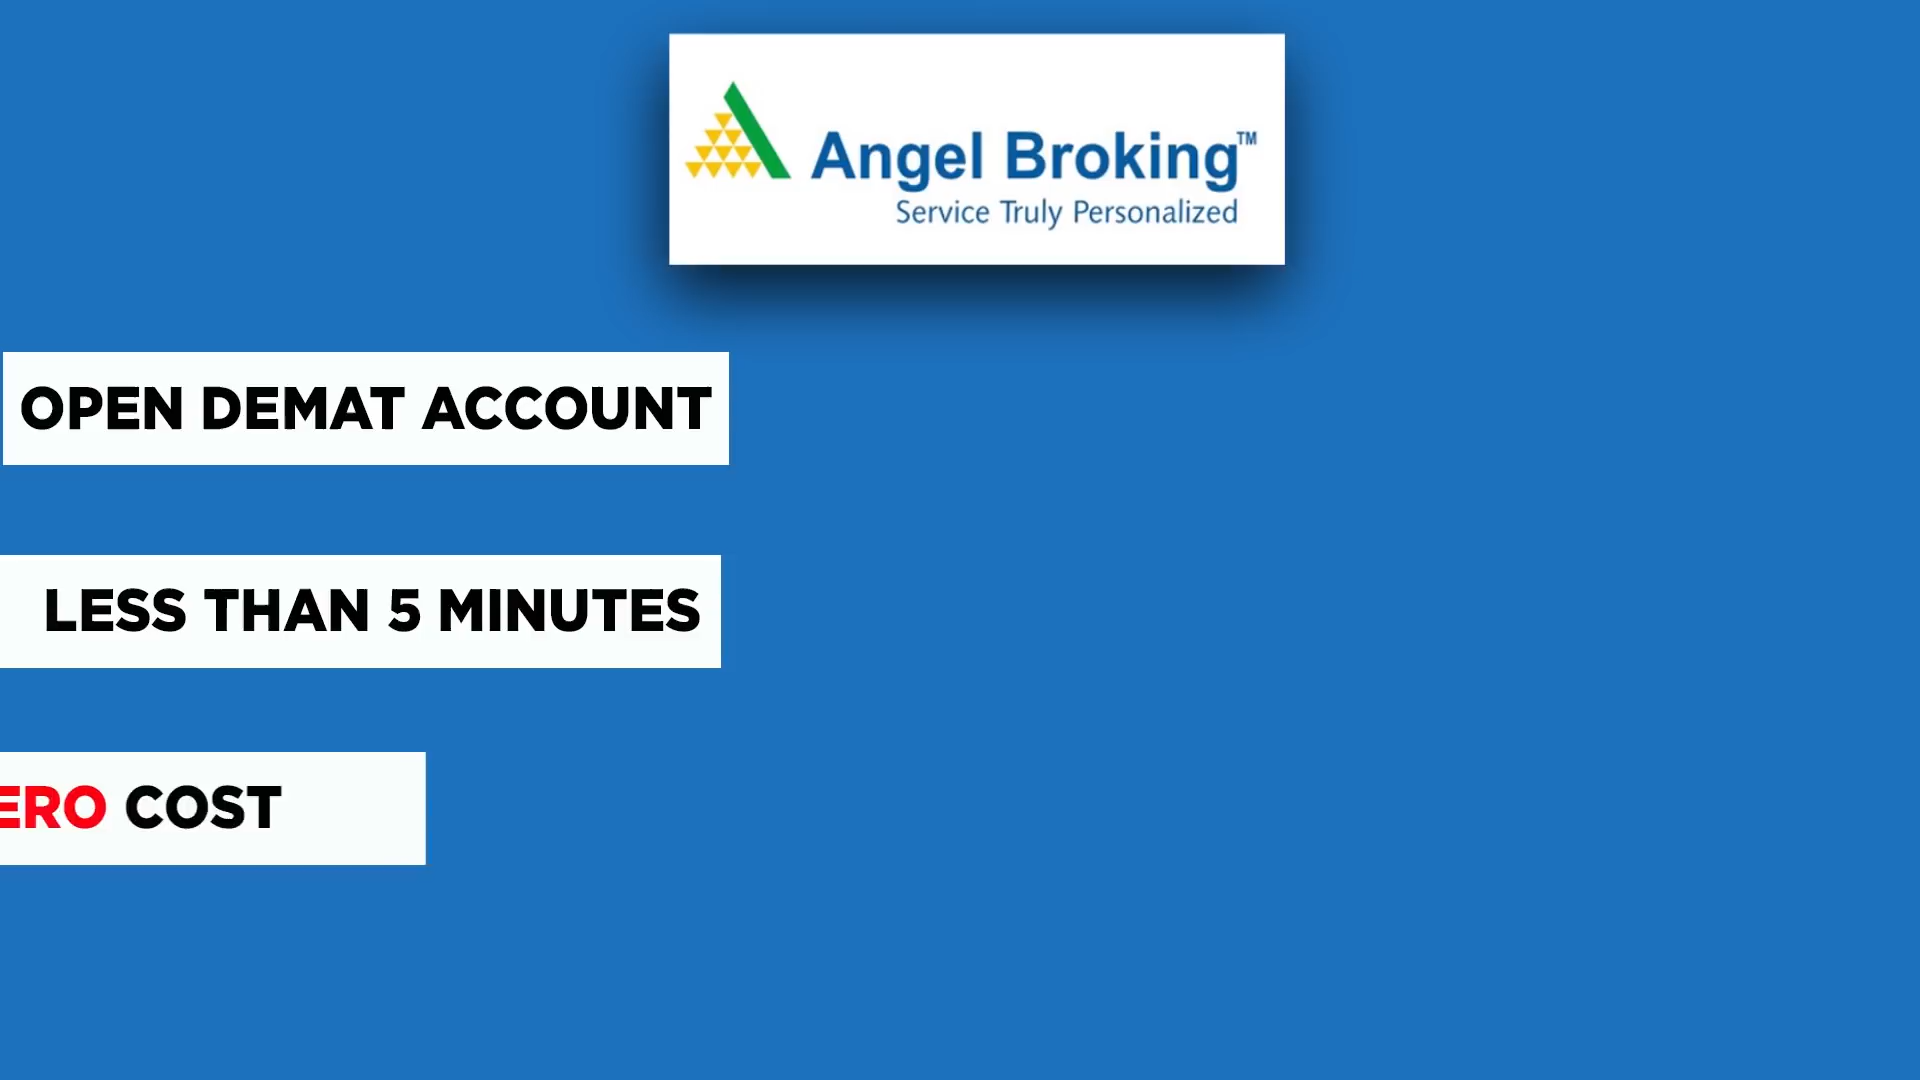 Angel Broking™
Service Truly Personalized
OPEN DEMAT ACCOUNT
LESS THAN 5 MINUTES
ERO COST